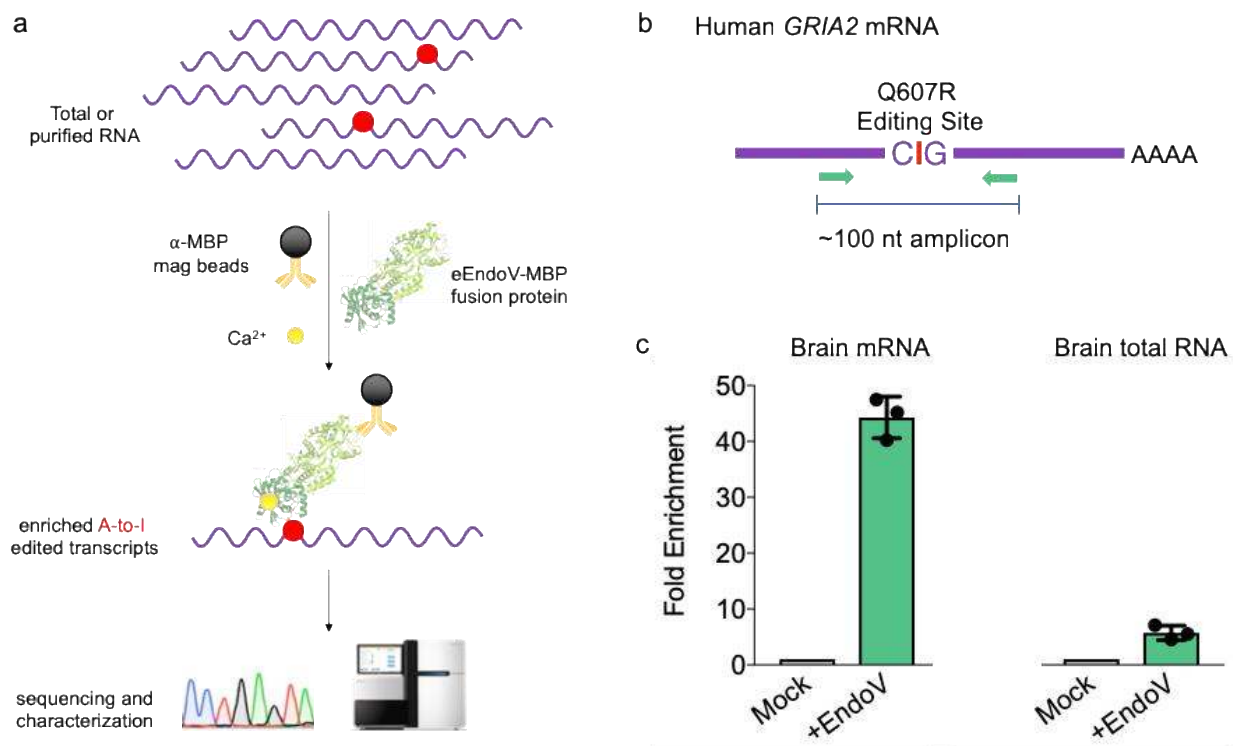 a
Total or
purified RNA
α-MBP
mag beads
eEndoV-MBP
fusion protein
Ca²⁺
enriched A-to-I
edited transcripts
sequencing and
characterization
b
Human GRIA2 mRNA
Q607R
Editing Site
CIG
AAAA
~100 nt amplicon
c
Brain mRNA
Brain total RNA
Fold Enrichment
50
40
30
20
10
0
Mock
+EndoV
Mock
+EndoV